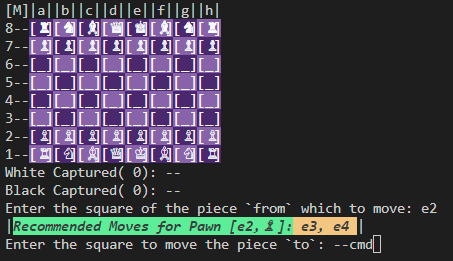 [M]|a||b||c||d||e||f||g||h|
8--[♜][♞][♝][♛][♚][♝][♞][♜]
7--[♟][♟][♟][♟][♟][♟][♟][♟]
6--[_][_][_][_][_][_][_][_]
5--[_][_][_][_][_][_][_][_]
4--[_][_][_][_][_][_][_][_]
3--[_][_][_][_][_][_][_][_]
2--[♙][♙][♙][♙][♙][♙][♙][♙]
1--[♖][♘][♗][♕][♔][♗][♘][♖]
White Captured( 0): --
Black Captured( 0): --
Enter the square of the piece `from` which to move: e2
|Recommended Moves for Pawn [e2,♙]: e3, e4 |
Enter the square to move the piece `to`: --cmd